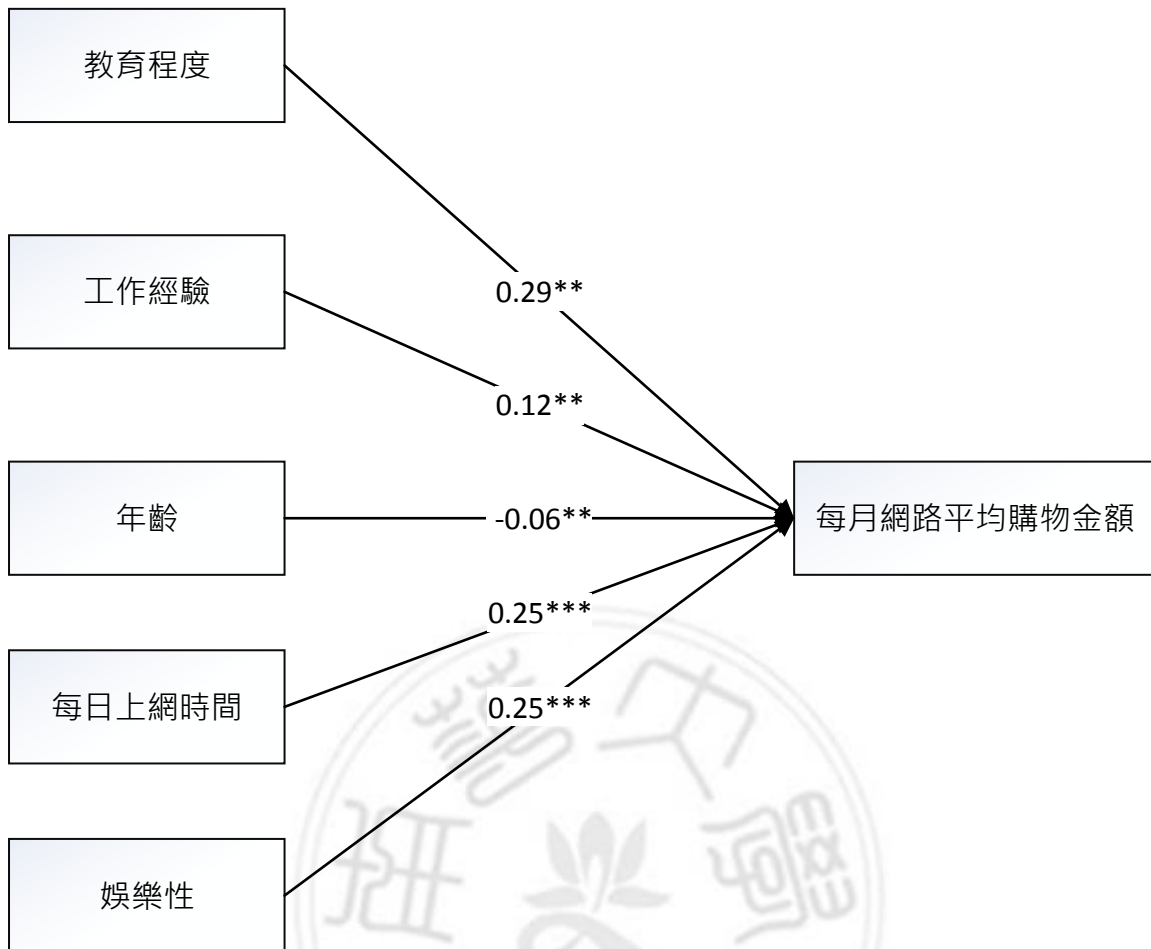 教育程度
0.29**
工作經驗
0.12**
年齡
-0.06**
每月網路平均購物金額
0.25***
每日上網時間
0.25***
娛樂性